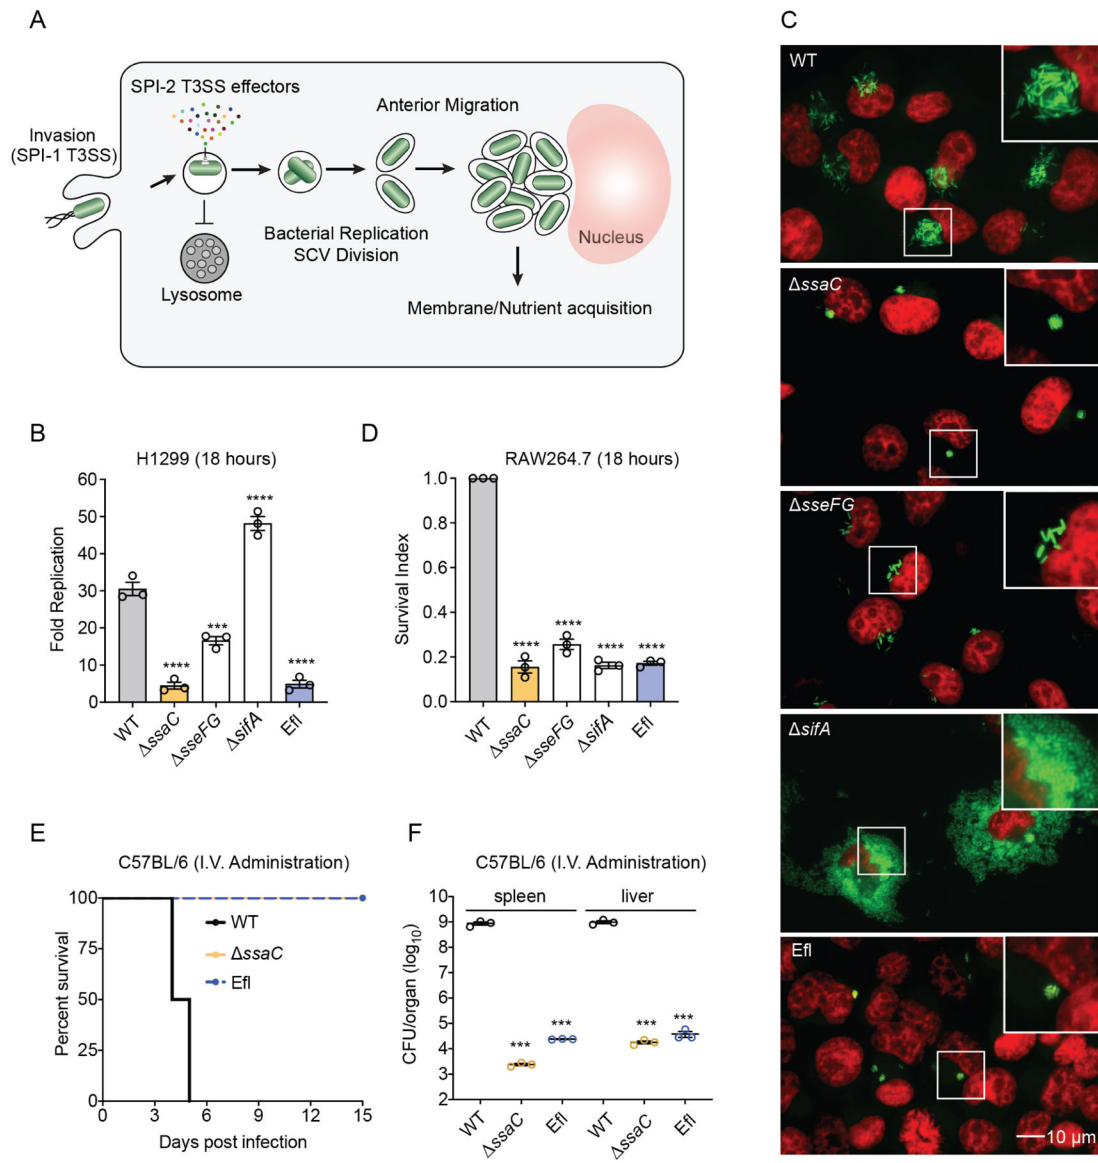 A
SPI-2 T3SS effectors
Invasion
(SPI-1 T3SS)
Anterior Migration
Bacterial Replication
SCV Division
Nucleus
Lysosome
Membrane/Nutrient acquisition
B
H1299 (18 hours)
Fold Replication
60
50
40
30
20
10
0
****
***
****
****
WT
ΔssaC
ΔsseFG
ΔsifA
Efl
C
WT
ΔssaC
ΔsseFG
ΔsifA
Efl
10 µm
D
RAW264.7 (18 hours)
Survival Index
1.0
0.8
0.6
0.4
0.2
0.0
****
****
****
****
WT
ΔssaC
ΔsseFG
ΔsifA
Efl
E
C57BL/6 (I.V. Administration)
Percent survival
100
75
50
25
0
WT
ΔssaC
Efl
0 3 6 9 12 15
Days post infection
F
C57BL/6 (I.V. Administration)
spleen liver
CFU/organ (log10)
10
9
8
7
6
5
4
3
2
***
***
***
***
WT
ΔssaC
Efl
WT
ΔssaC
Efl